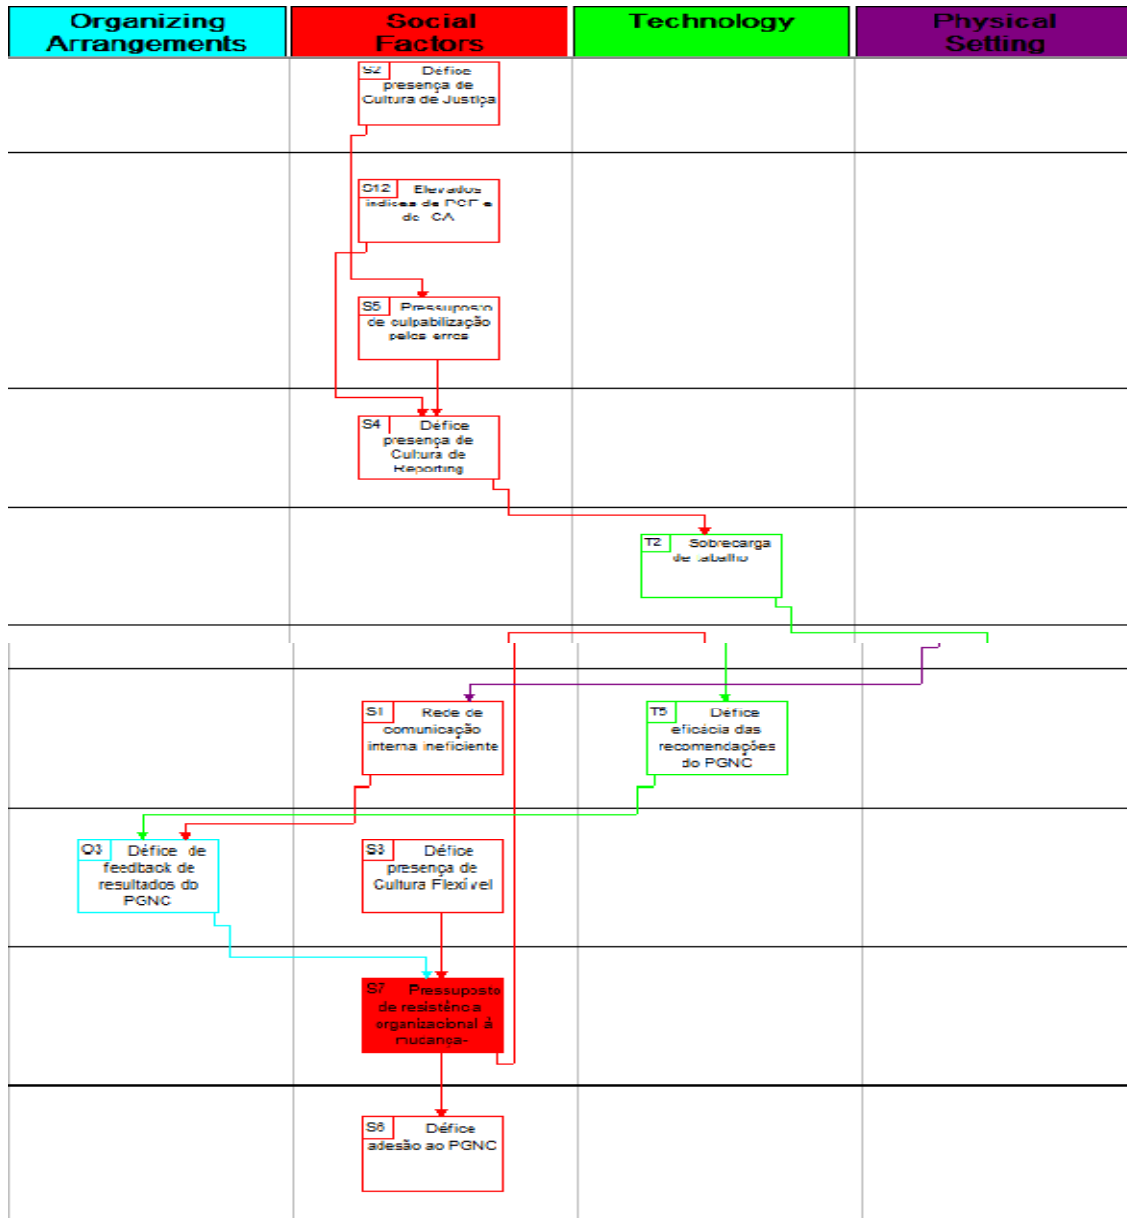 Organizing
Arrangements
Social
Factors
Technology
Physical
Setting
S2 Défice
presença de
Cultura de Justiça
S12 Elevados
índices de e
de CA
S5 Pressuposto
de culpabilização
pelos erros
S4 Défice
presença de
Cultura de
Reporting
T2 Sobrecarga
de
S1 Rede de
comunicação
interna ineficiente
T5 Défice
eficácia das
recomendações
do PGNC
O3 Défice de
feedback de
resultados do
PGNC
S3 Défice
presença de
Cultura Flexível
S7 Pressuposto
de resistência
organizacional à
mudança-
Défice
adesão ao PGNC